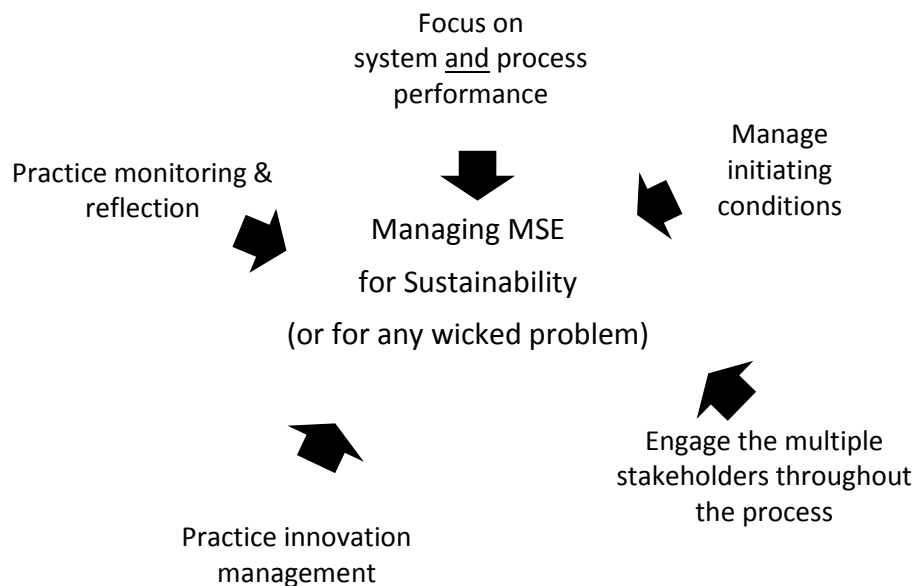 Focus on
system and process
performance
Manage
initiating
conditions
Practice monitoring &
reflection
Managing MSE
for Sustainability
(or for any wicked problem)
Engage the multiple
stakeholders throughout
the process
Practice innovation
management